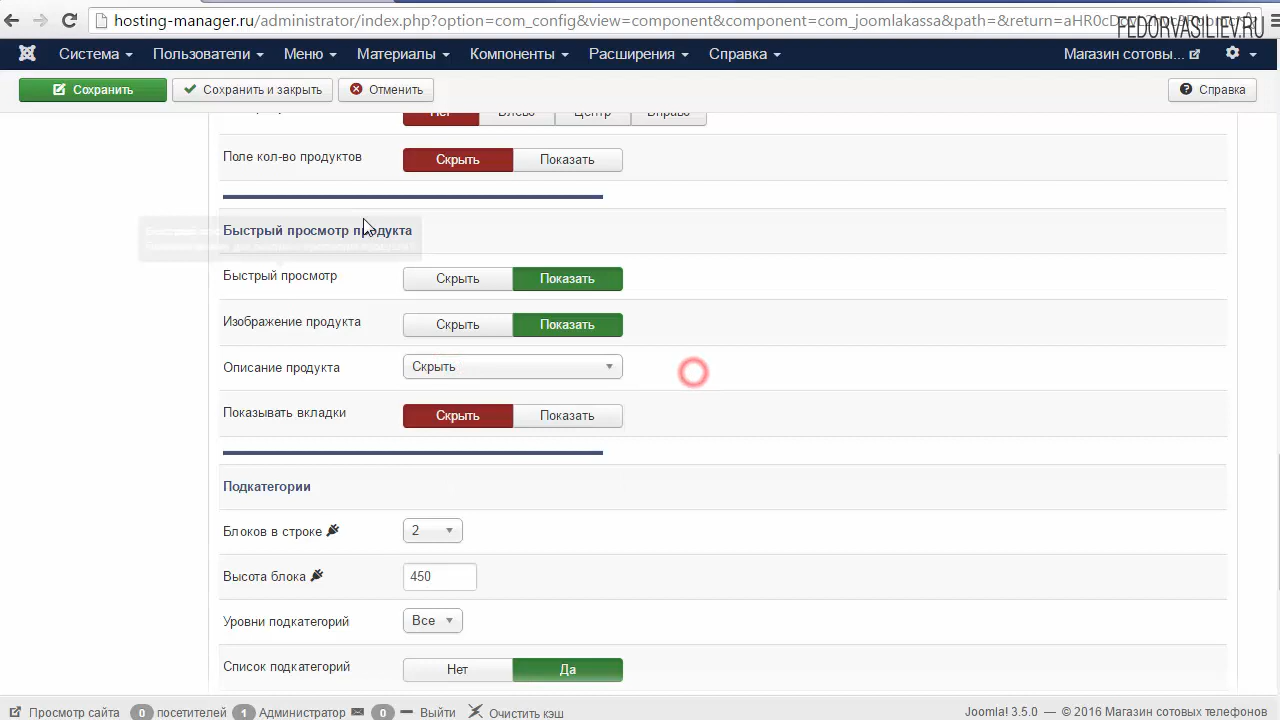 hosting-manager.ru/administrator/index.php?option=com_config&view=component&component=com_joomlakassa&path=&return=
FEDORVASILIEV.RU
Система Пользователи Меню Материалы Компоненты Расширения Справка Магазин сотовы...
Сохранить Сохранить и закрыть Отменить Справка
Нет Влево Центр Вправо
Поле кол-во продуктов Скрыть Показать
Быстрый просмотр продукта
Быстрый просмотр Скрыть Показать
Изображение продукта Скрыть Показать
Описание продукта Скрыть
Показывать вкладки Скрыть Показать
Подкатегории
Блоков в строке 2
Высота блока 450
Уровни подкатегорий Все
Список подкатегорий Нет Да
Просмотр сайта 0 посетителей 1 Администратор 0 Выйти Очистить кэш Joomla! 3.5.0 — © 2016 Магазин сотовых телефонов